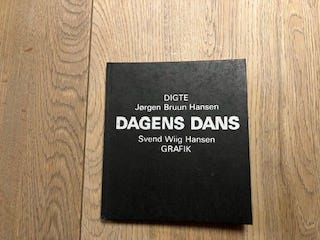 DIGTE
Jørgen Bruun Hansen
DAGENS DANS
Svend Wiig Hansen
GRAFIK